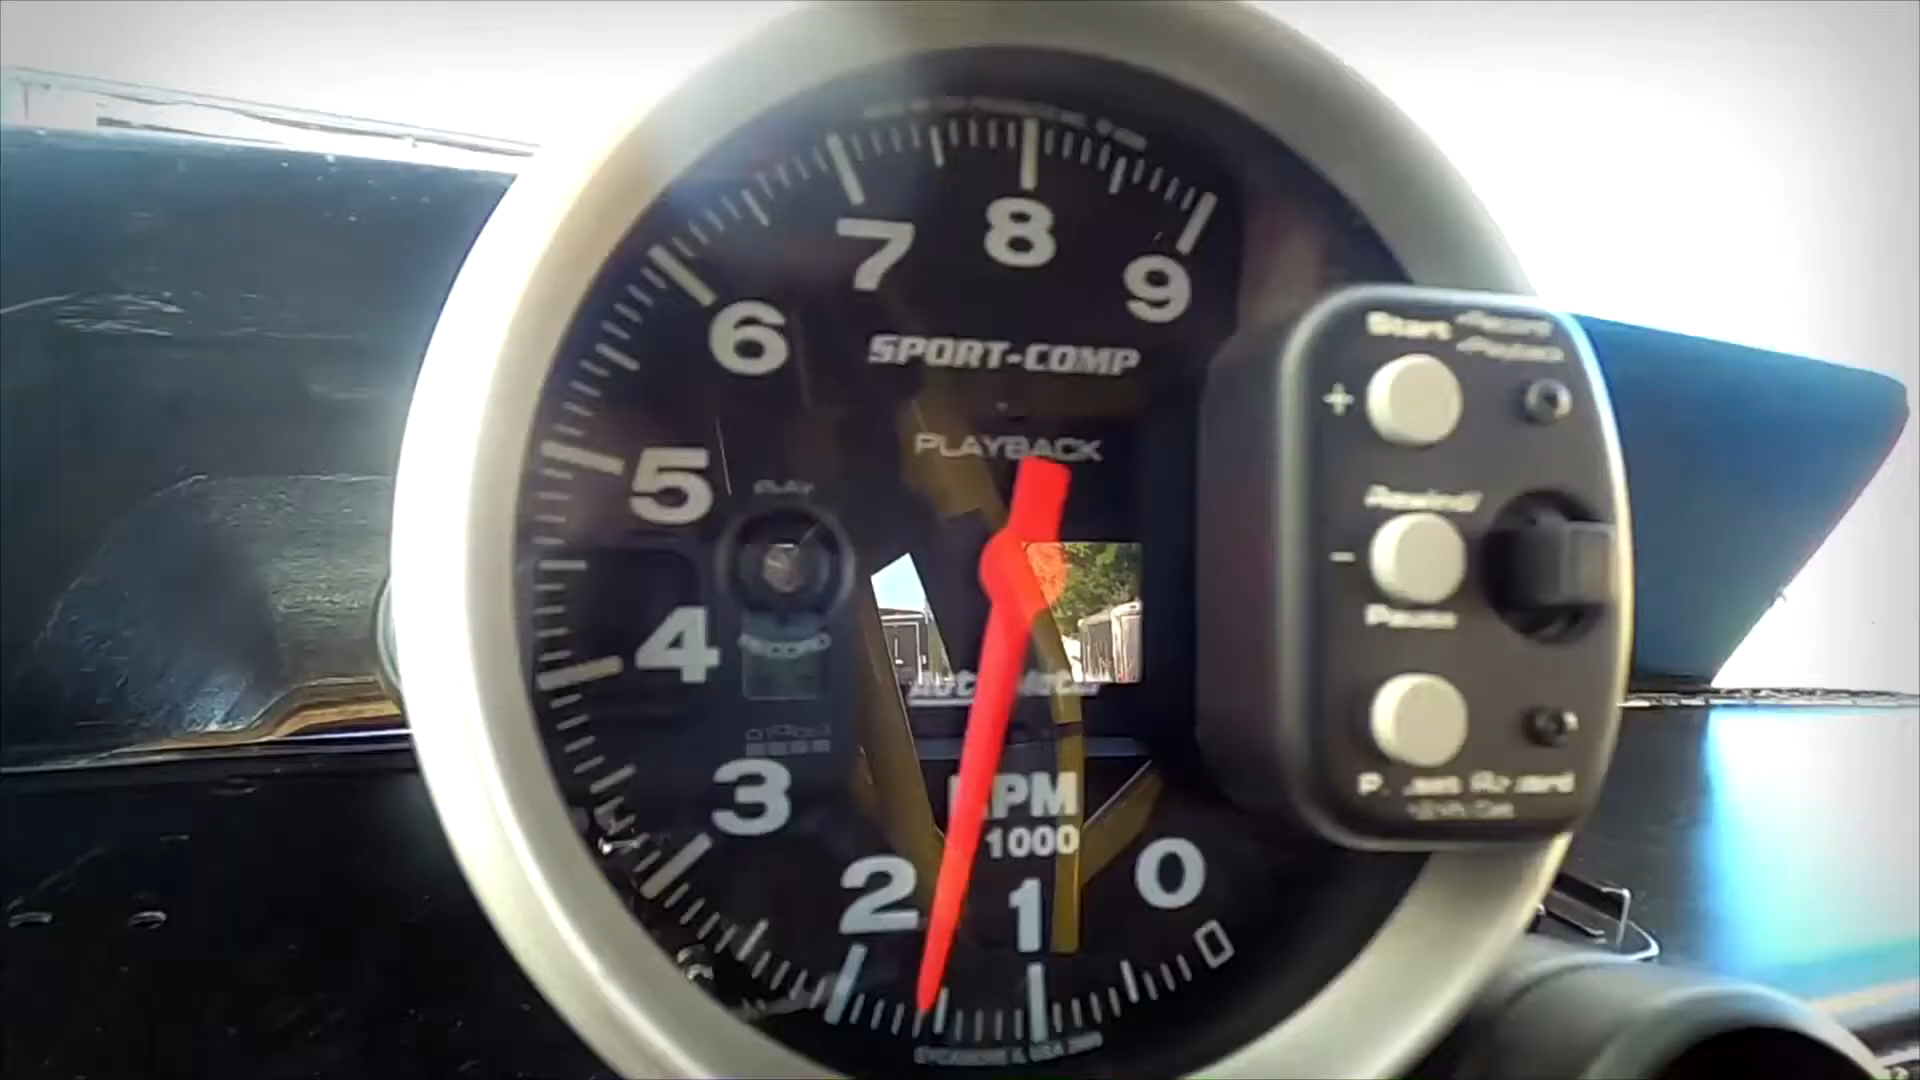 7 8 9
6
SPORT-COMP
PLAYBACK
5
PLAY
4
RECORD
3
RPM
1000
2 1 0
Start
+
Rewind/
-
Pause